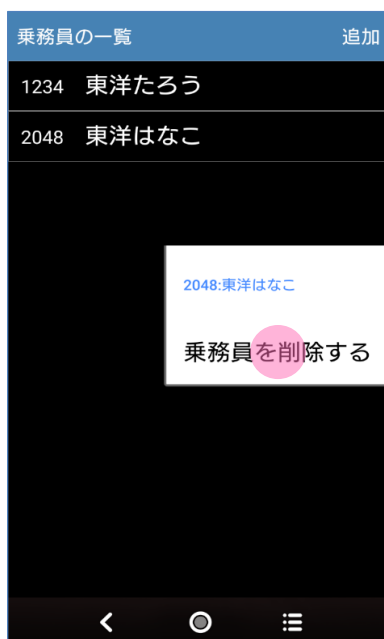 乗務員の一覧 追加
1234 東洋たろう
2048 東洋はなこ
2048:東洋はなこ
乗務員を削除する